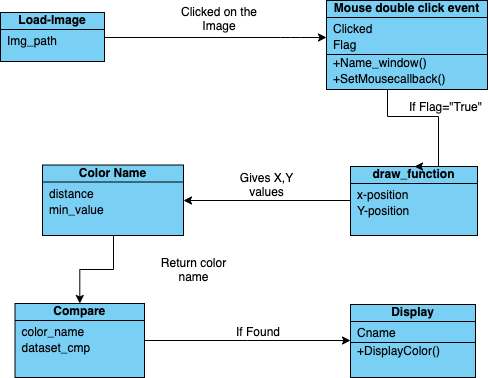 Load-Image
Img_path
Clicked on the
Image
Mouse double click event
Clicked
Flag
+Name_window()
+SetMousecallback()
If Flag="True"
draw_function
x-position
Y-position
Gives X,Y
values
Color Name
distance
min_value
Return color
name
Compare
color_name
dataset_cmp
If Found
Display
Cname
+DisplayColor()